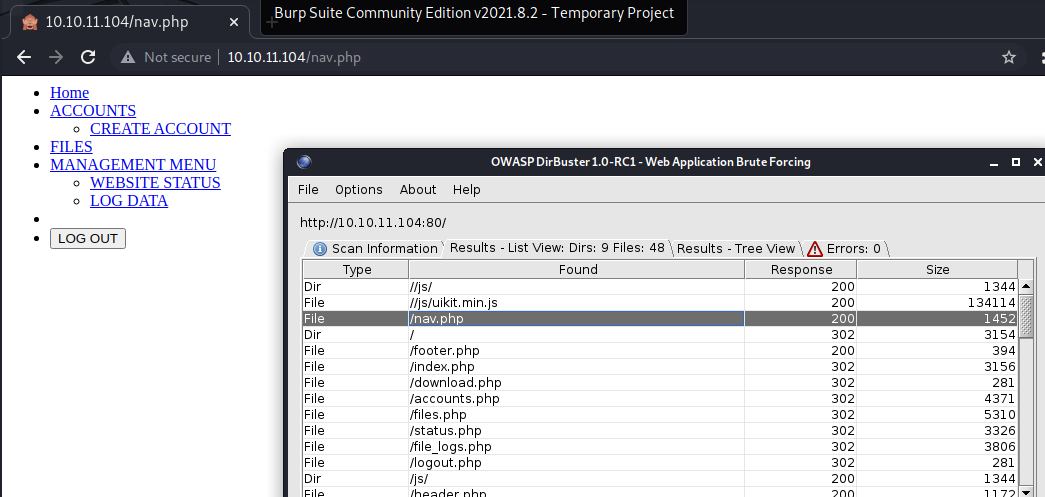 Burp Suite Community Edition v2021.8.2 - Temporary Project
10.10.11.104/nav.php
Not secure 10.10.11.104/nav.php
Home
ACCOUNTS
CREATE ACCOUNT
FILES
MANAGEMENT MENU
WEBSITE STATUS
LOG DATA
LOG OUT
OWASP DirBuster 1.0-RC1 - Web Application Brute Forcing
File Options About Help
http://10.10.11.104:80/
Scan Information Results - List View: Dirs: 9 Files: 48 Results - Tree View Errors: 0
Type Found Response Size
Dir //js/ 200 1344
File //js/uikit.min.js 200 134114
File /nav.php 200 1452
Dir / 302 3154
File /footer.php 200 394
File /index.php 302 3156
File /download.php 302 281
File /accounts.php 302 4371
File /files.php 302 5310
File /status.php 302 3326
File /file_logs.php 302 3806
File /logout.php 302 281
Dir /js/ 200 1344
File /header.php 200 1172